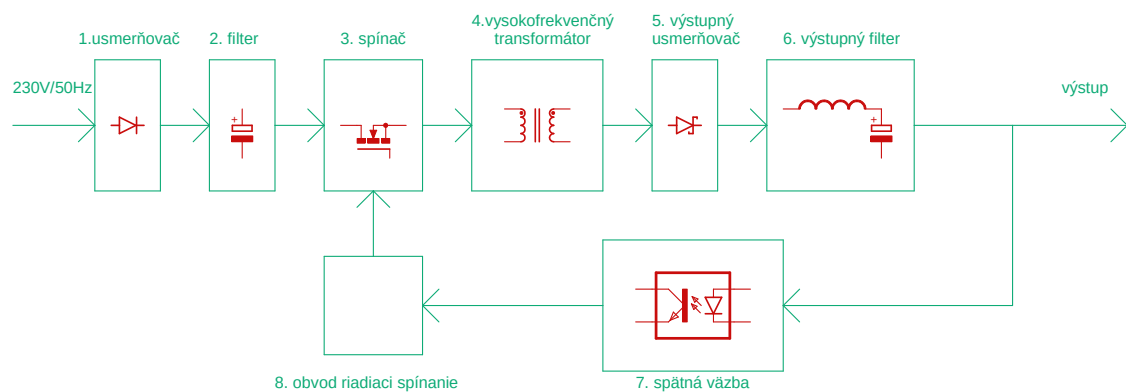 4.vysokofrekvenčný
transformátor
5. výstupný
usmerňovač
1.usmerňovač
2. filter
3. spínač
6. výstupný filter
230V/50Hz
výstup
+
+
8. obvod riadiaci spínanie
7. spätná väzba